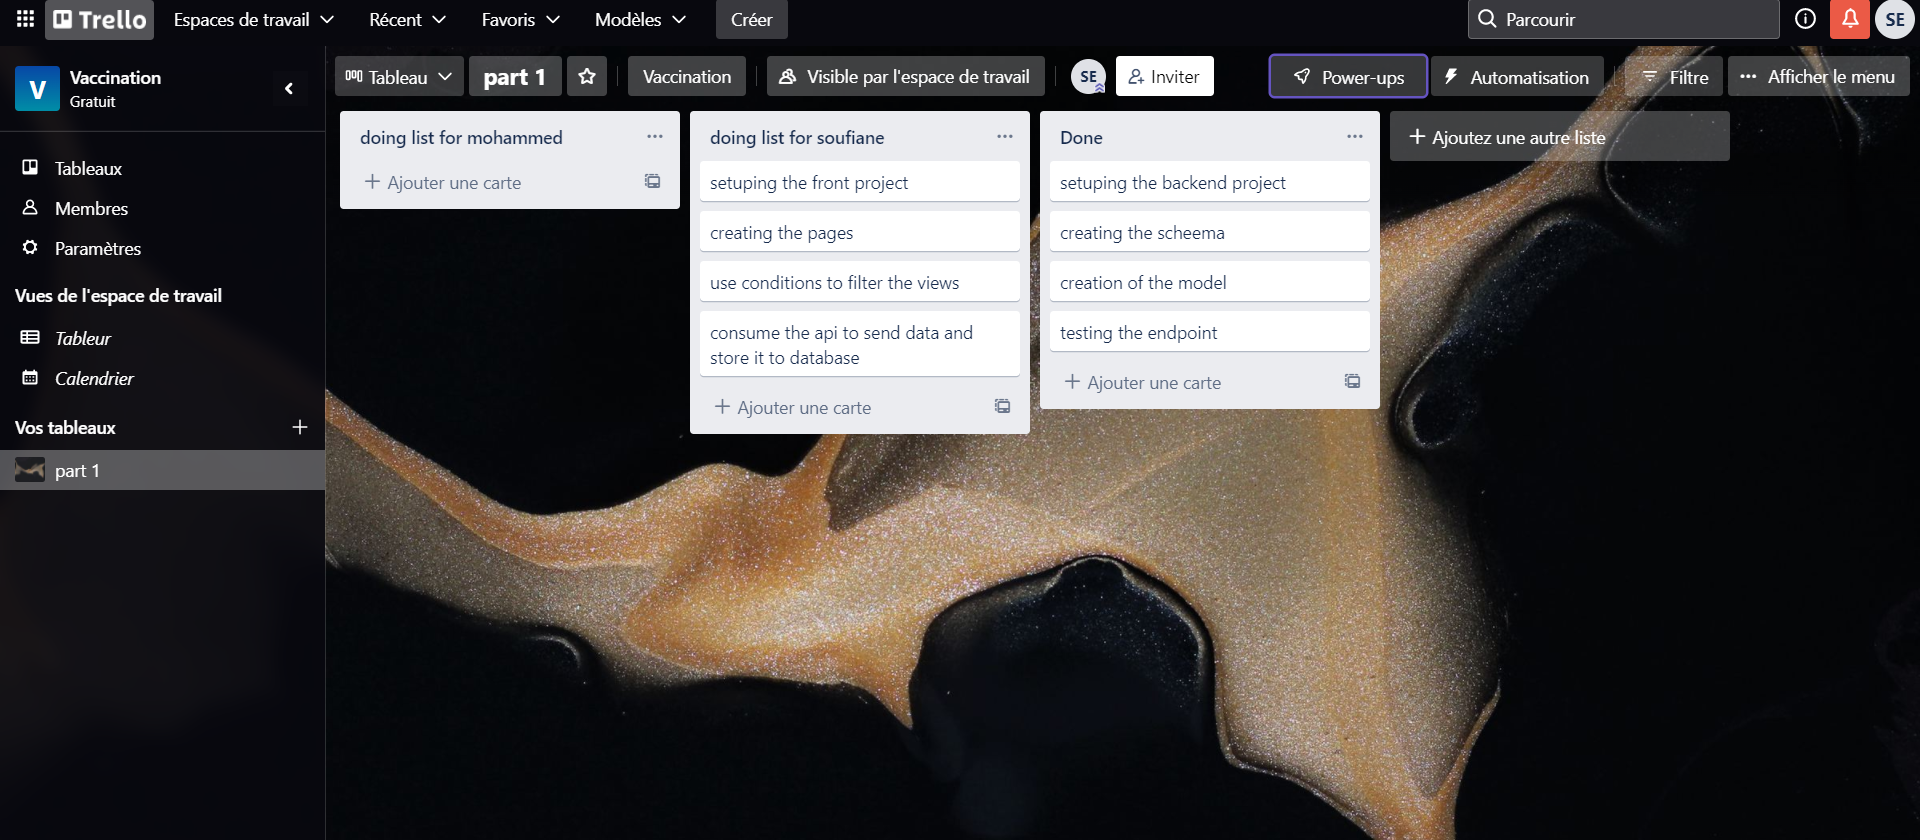 Trello
Espaces de travail
Récent
Favoris
Modèles
Créer
Parcourir
SE
V
Vaccination
Gratuit
Tableau
part 1
Vaccination
Visible par l'espace de travail
SE
Inviter
Power-ups
Automatisation
Filtre
Afficher le menu
Tableaux
Membres
Paramètres
Vues de l'espace de travail
Tableur
Calendrier
Vos tableaux
part 1
doing list for mohammed
Ajouter une carte
doing list for soufiane
setuping the front project
creating the pages
use conditions to filter the views
consume the api to send data and
store it to database
Ajouter une carte
Done
setuping the backend project
creating the scheema
creation of the model
testing the endpoint
Ajouter une carte
Ajoutez une autre liste